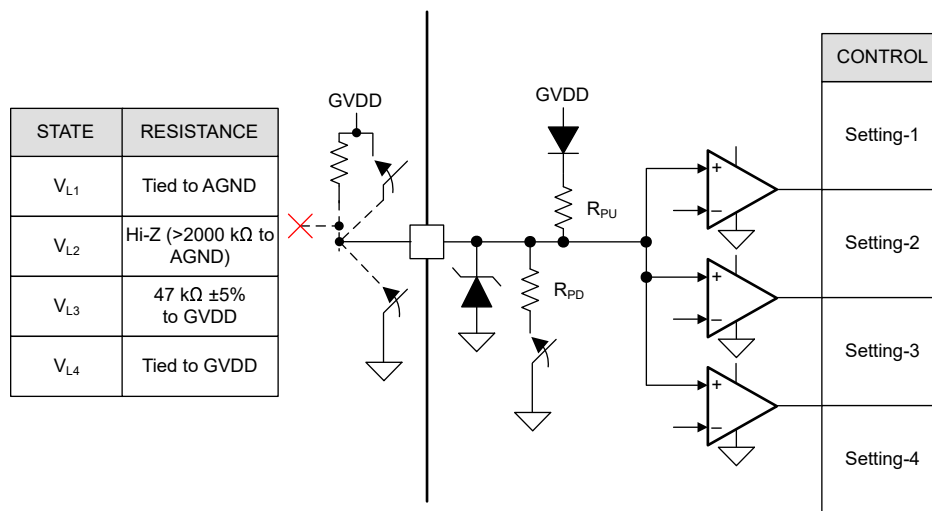 STATE RESISTANCE
V_L1 Tied to AGND
V_L2 Hi-Z (>2000 kΩ to
AGND)
V_L3 47 kΩ ±5%
to GVDD
V_L4 Tied to GVDD
GVDD
GVDD
R_PU
R_PD
+
−
+
−
+
−
CONTROL
Setting-1
Setting-2
Setting-3
Setting-4